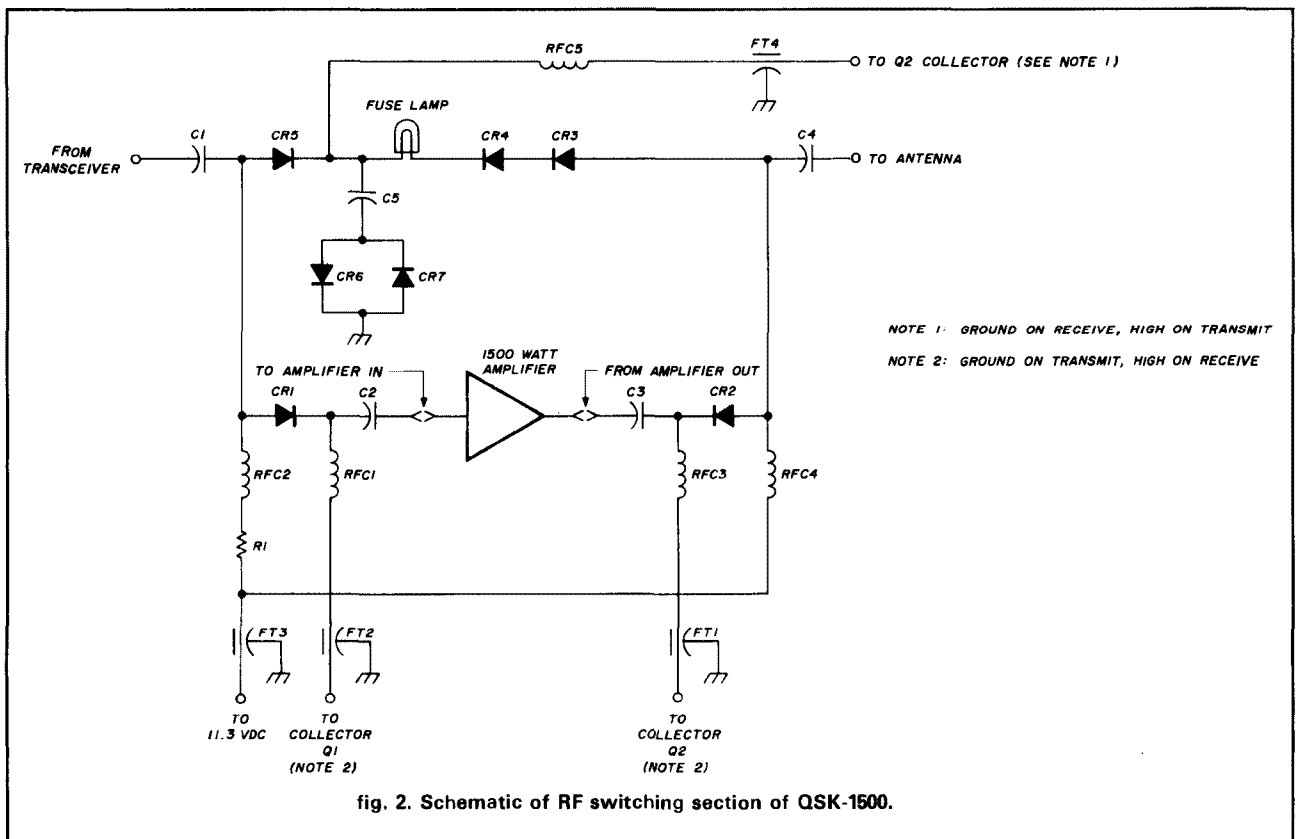 RFC5
FT4
TO Q2 COLLECTOR (SEE NOTE 1)
FUSE LAMP
C1
CR5
CR4
CR3
C4
FROM
TRANSCEIVER
TO ANTENNA
C5
CR6
CR7
NOTE 1: GROUND ON RECEIVE, HIGH ON TRANSMIT
NOTE 2: GROUND ON TRANSMIT, HIGH ON RECEIVE
1500 WATT
AMPLIFIER
TO AMPLIFIER IN
FROM AMPLIFIER OUT
CR1
C2
C3
CR2
RFC2
RFC1
RFC3
RFC4
R1
FT3
FT2
FT1
TO
11.3 VDC
TO
COLLECTOR
Q1
(NOTE 2)
TO
COLLECTOR
Q2
(NOTE 2)
fig. 2. Schematic of RF switching section of QSK-1500.